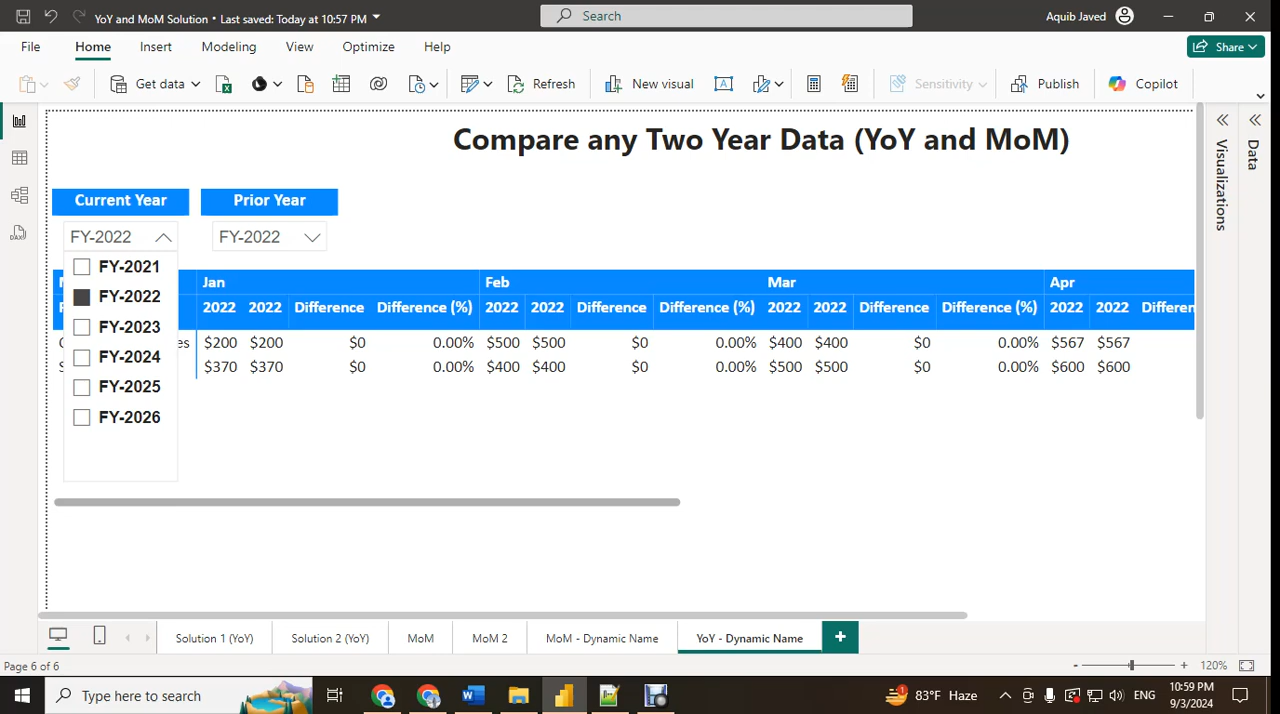 YoY and MoM Solution • Last saved: Today at 10:57 PM
Search
Aquib Javed
File Home Insert Modeling View Optimize Help
Share
Get data Refresh New visual Sensitivity Publish Copilot
Compare any Two Year Data (YoY and MoM)
Visualizations
Data
Current Year Prior Year
FY-2022 FY-2022
FY-2021
FY-2022
FY-2023
FY-2024
FY-2025
FY-2026
Jan Feb Mar Apr
2022 2022 Difference Difference (%) 2022 2022 Difference Difference (%) 2022 2022 Difference Difference (%) 2022 2022 Differen
es $200 $200 $0 0.00% $500 $500 $0 0.00% $400 $400 $0 0.00% $567 $567
$370 $370 $0 0.00% $400 $400 $0 0.00% $500 $500 $0 0.00% $600 $600
Solution 1 (YoY) Solution 2 (YoY) MoM MoM 2 MoM - Dynamic Name YoY - Dynamic Name +
Page 6 of 6
- + 120%
Type here to search
1 83°F Haze
ENG
10:59 PM
9/3/2024